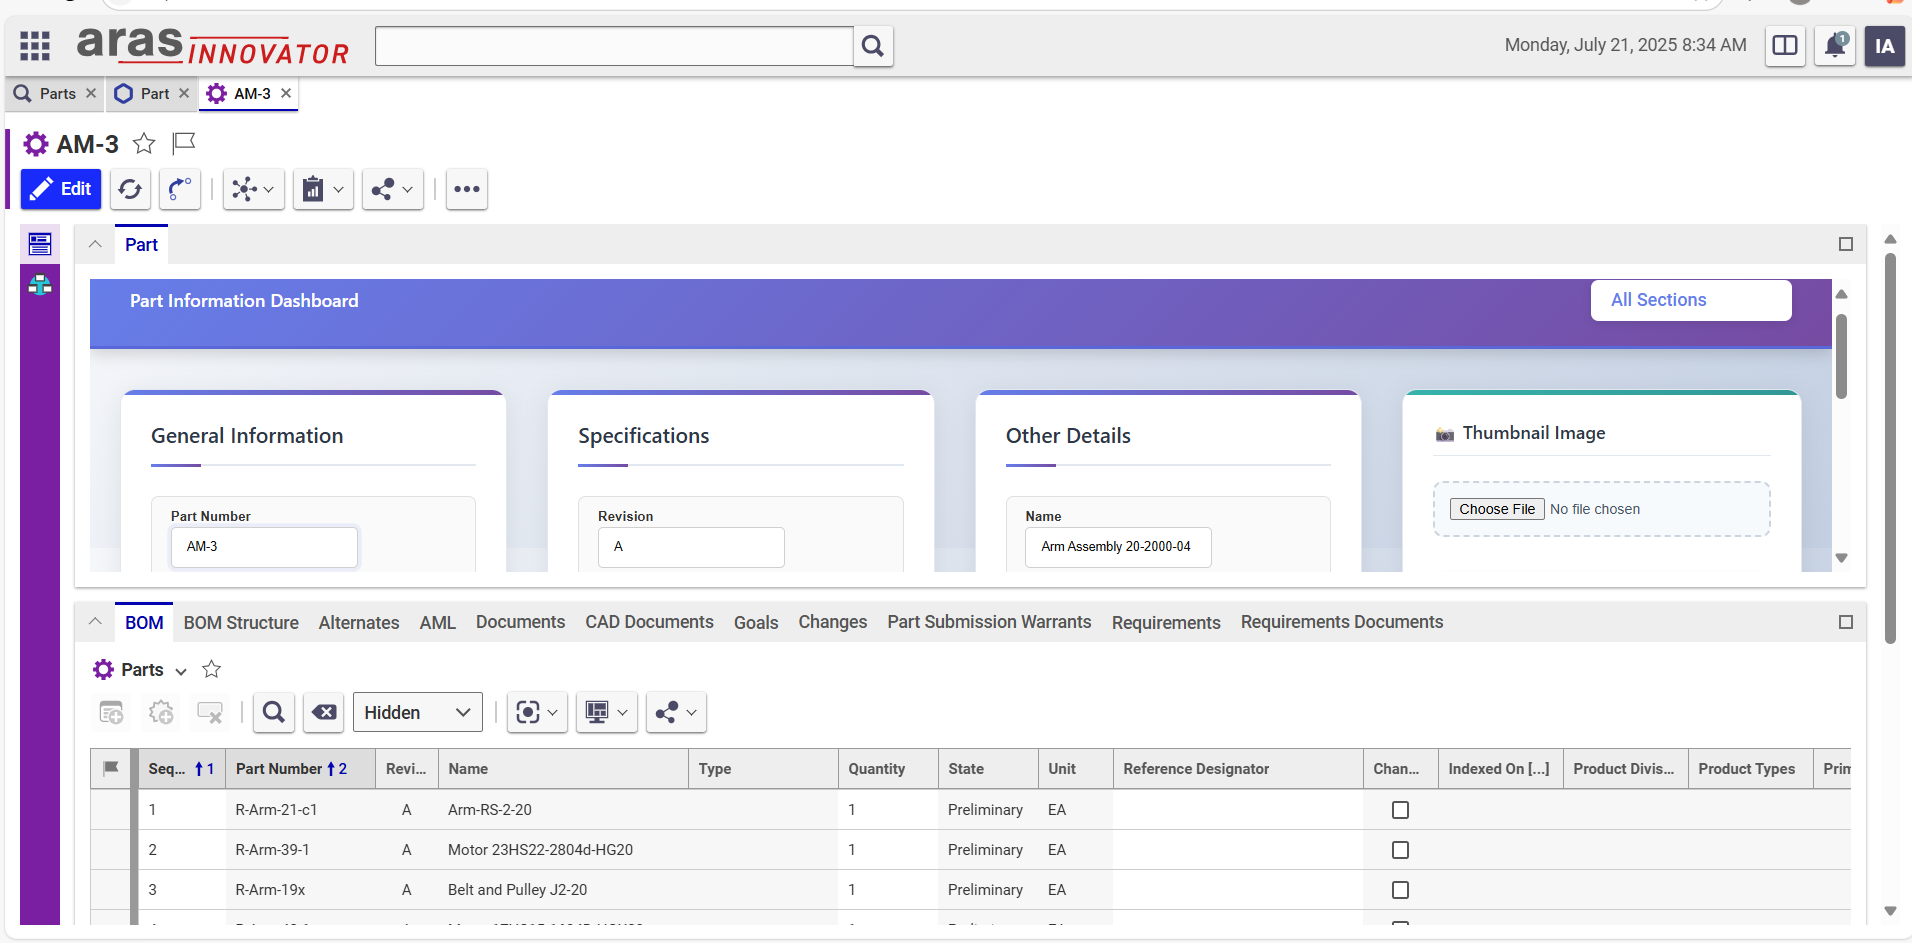 aras INNOVATOR
Monday, July 21, 2025 8:34 AM
1
IA
Parts
Part
AM-3
AM-3
Edit
Part
Part Information Dashboard
All Sections
General Information
Specifications
Other Details
Thumbnail Image
Part Number
Revision
Name
Choose File No file chosen
AM-3
A
Arm Assembly 20-2000-04
BOM BOM Structure Alternates AML Documents CAD Documents Goals Changes Part Submission Warrants Requirements Requirements Documents
Parts
Hidden
Seq... 1 Part Number 2 Revi... Name Type Quantity State Unit Reference Designator Chan... Indexed On [...] Product Divis... Product Types Prin
1 R-Arm-21-c1 A Arm-RS-2-20 1 Preliminary EA
2 R-Arm-39-1 A Motor 23HS22-2804d-HG20 1 Preliminary EA
3 R-Arm-19x A Belt and Pulley J2-20 1 Preliminary EA